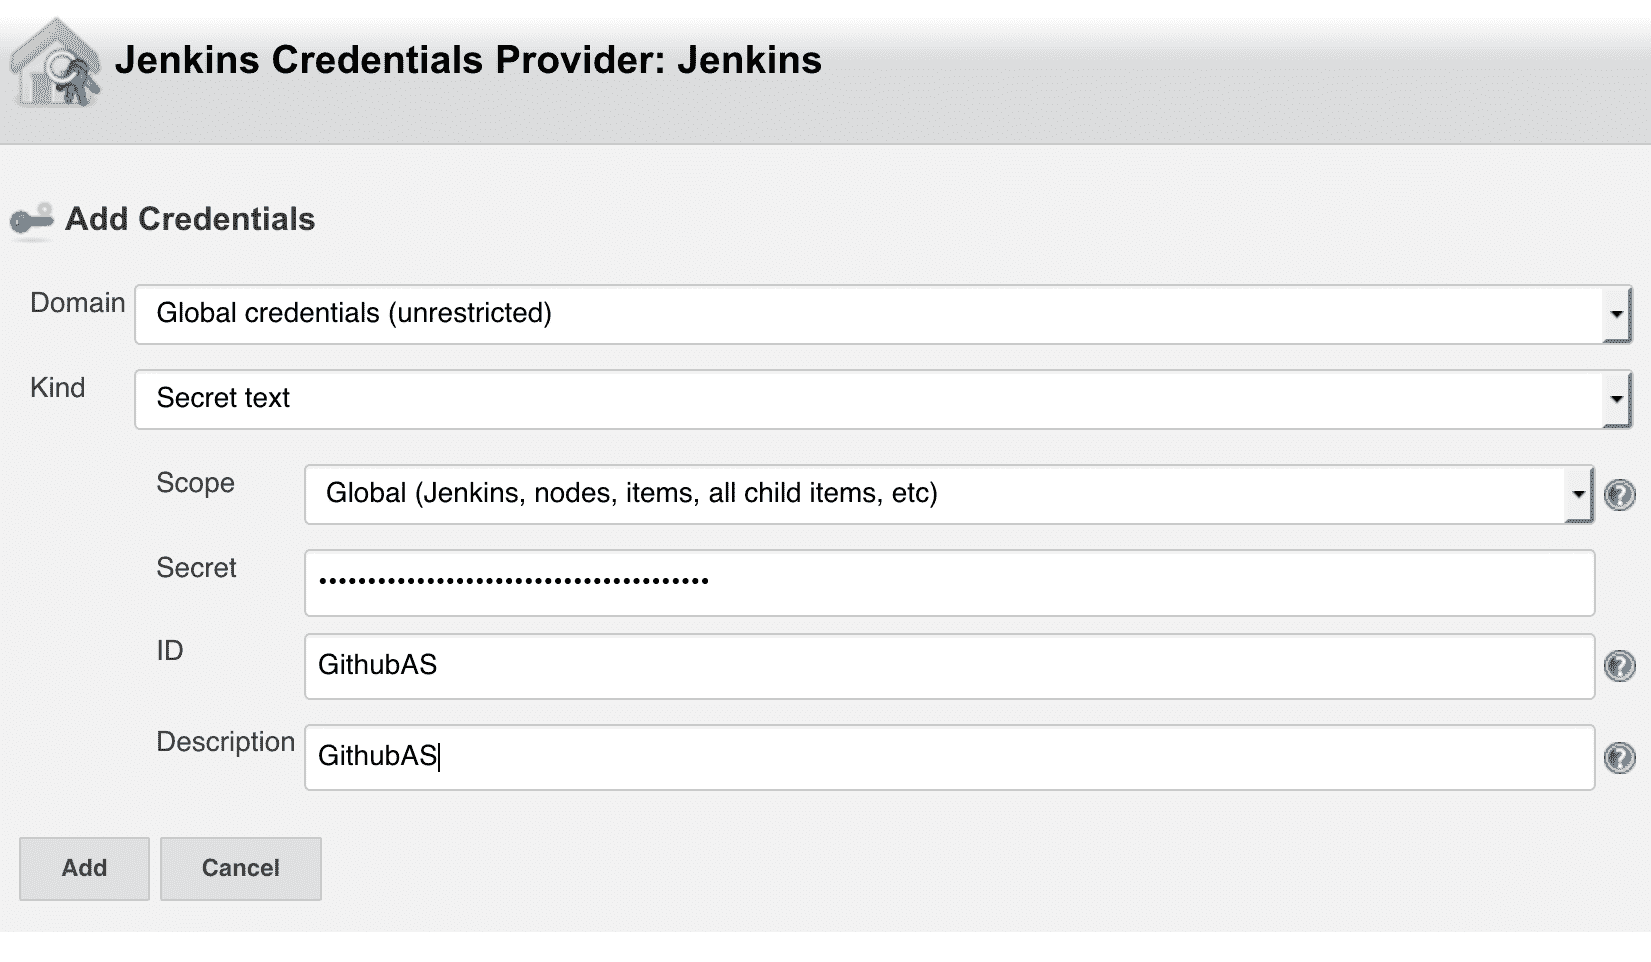 Jenkins Credentials Provider: Jenkins
Add Credentials
Domain Global credentials (unrestricted)
Kind Secret text
Scope Global (Jenkins, nodes, items, all child items, etc)
Secret ••••••••••••••••••••••••••••••••••••••••
ID GithubAS
Description GithubAS
Add Cancel